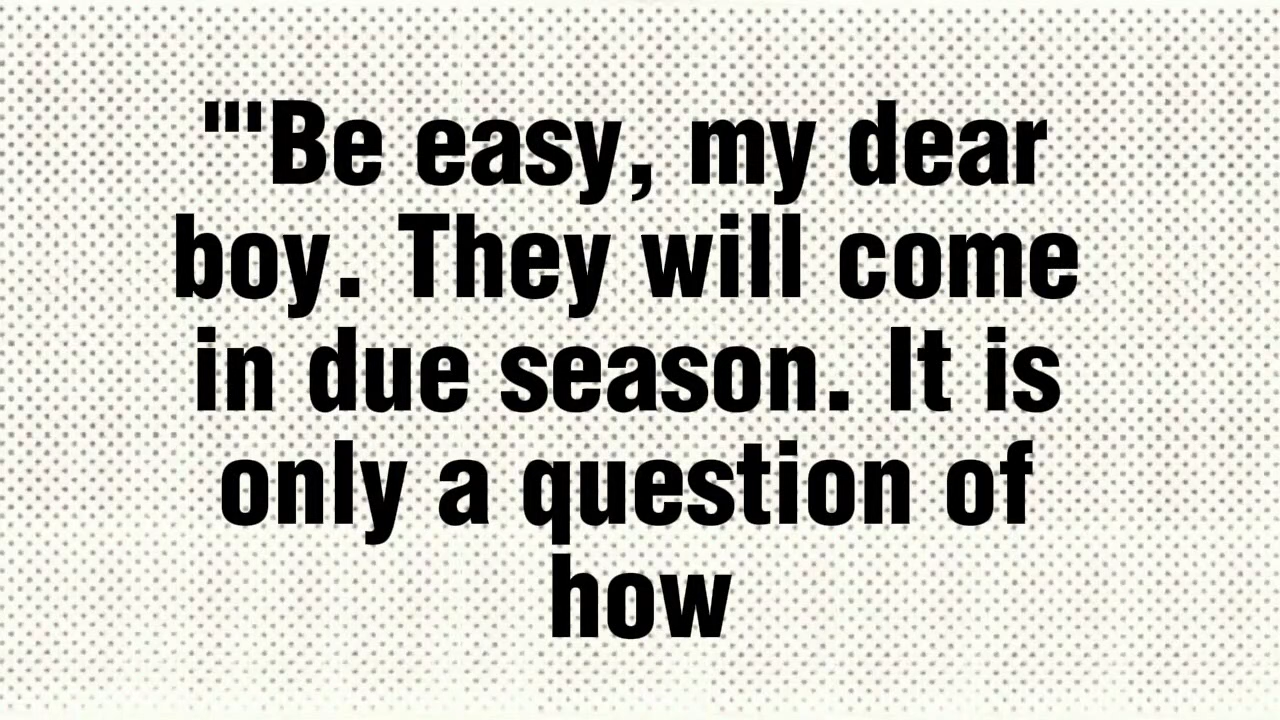 "'Be easy, my dear
boy. They will come
in due season. It is
only a question of
how